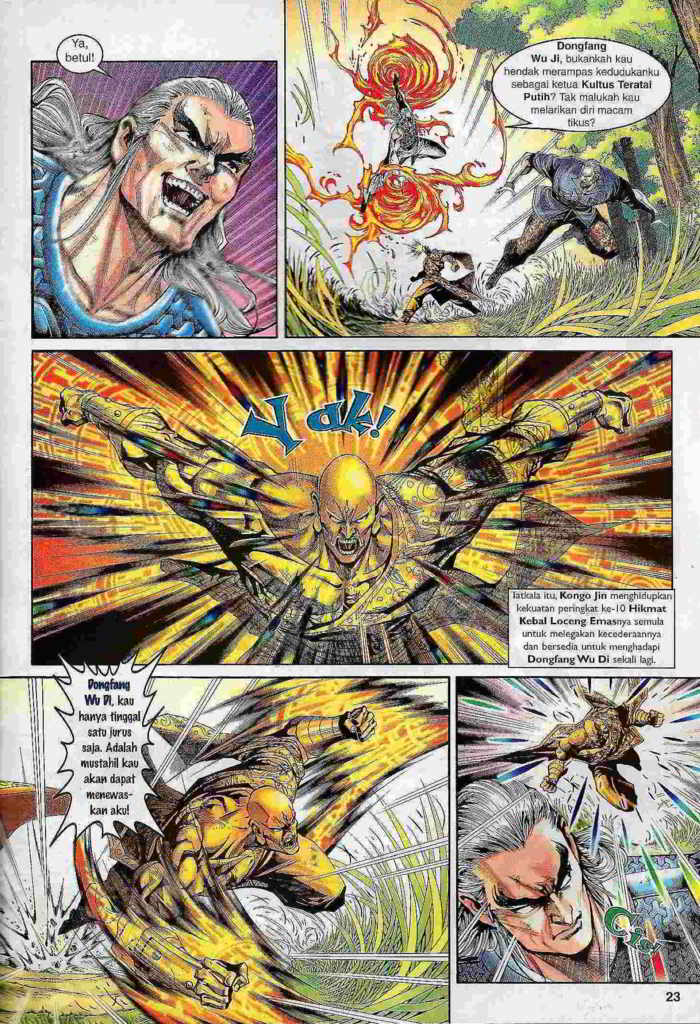 Ya,
betul!
Dongfang
Wu Ji, bukankah kau
hendak merampas kedudukanku
sebagai ketua Kultus Teratai
Putih? Tak malukah kau
melarikan diri macam
tikus?
Yak!
Tatkala itu, Kongo Jin menghidupkan
kekuatan peringkat ke-10 Hikmat
Kebal Loceng Emasnya semula
untuk melegakan kecederaannya
dan bersedia untuk menghadapi
Dongfang Wu Di sekali lagi.
Dongfang
Wu Di, kau
hanya tinggal
satu jurus
saja. Adalah
mustahil kau
akan dapat
menewas-
kan aku!
23